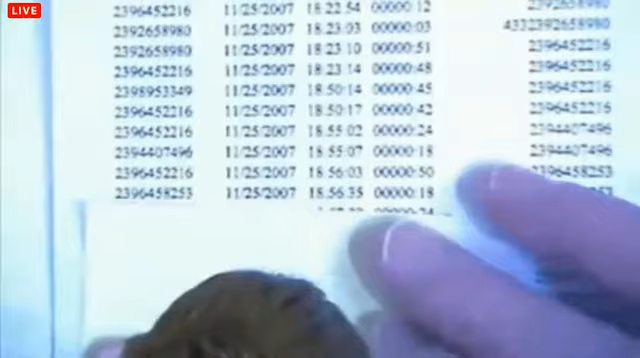 LIVE
2396452216 11/25/2007 18.22.54 00000:12 2392658980
2392658980 11/25/2007 18:23:03 00000:03 4332392658980
2392658980 11/25/2007 18.23 10 00000:51 2396452216
2396452216 11/25/2007 18.23 14 00000:48 2396452216
2398953349 11/25/2007 18.50:14 00000:45 2396452216
2396452216 11/25/2007 18.50:17 00000:42 2396452216
2396452216 11/25/2007 18.55 02 00000:24 2394407496
2394407496 11/25/2007 18.55:07 00000:18 2394407496
2396452216 11/25/2007 18.56:03 00000:50 2396458253
2396458253 11/25/2007 18.56.35 00000:18